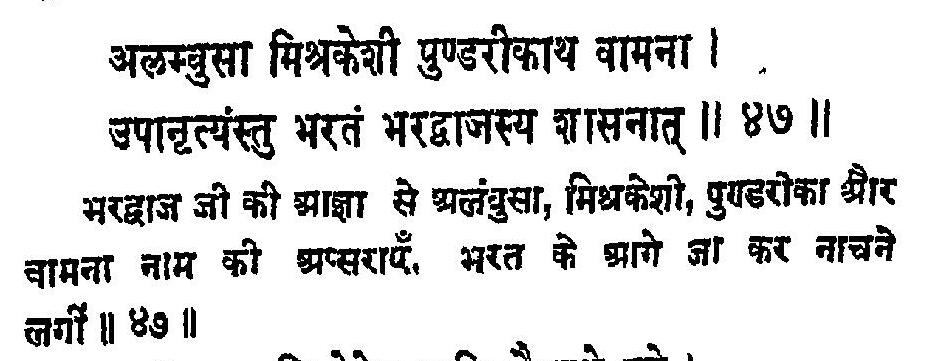 अलम्बुसा मिश्रकेशी पुण्डरीकाथ वामना ।
उपानृत्यंस्तु भरतं भरद्वाजस्य शासनात् ॥ ४७ ॥
भरद्वाज जी की आज्ञा से अलंबुसा, मिश्रकेशी, पुण्डरीका और
वामना नाम की अप्सराएँ, भरत के आगे जा कर नाचने
लगीं ॥ ४७ ॥